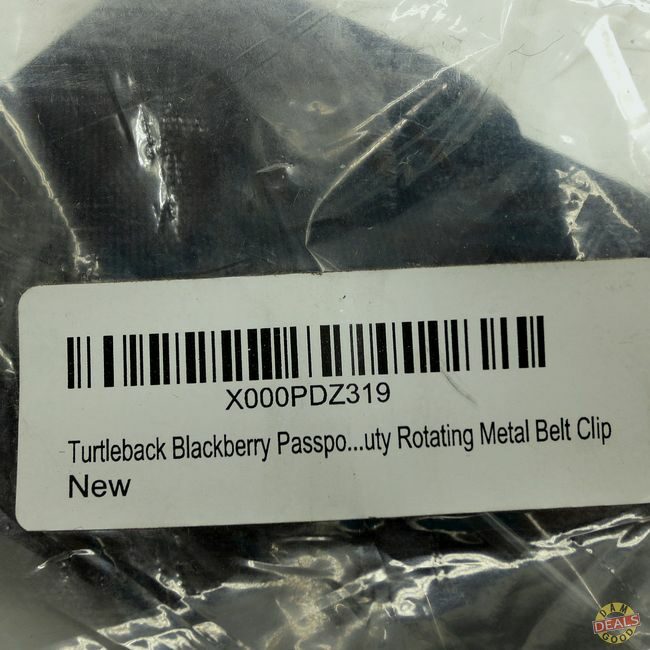 X000PDZ319
Turtleback Blackberry Passpo...uty Rotating Metal Belt Clip
New
DAM
DEALS
GOOD